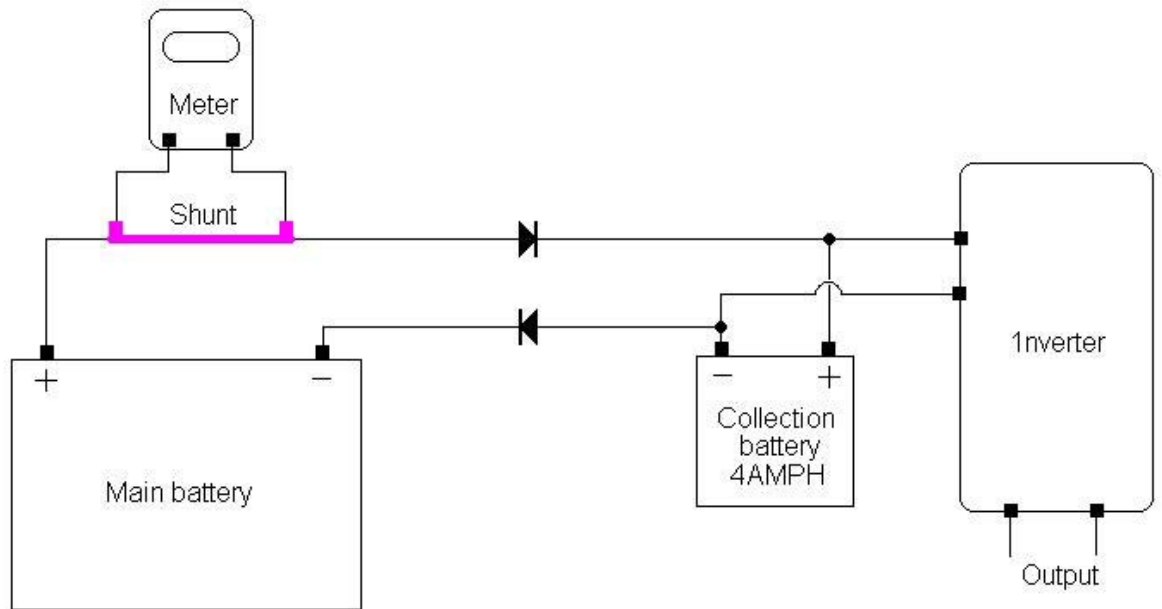 Meter
Shunt
+
−
Main battery
−
+
Collection
battery
4AMPH
1nverter
Output